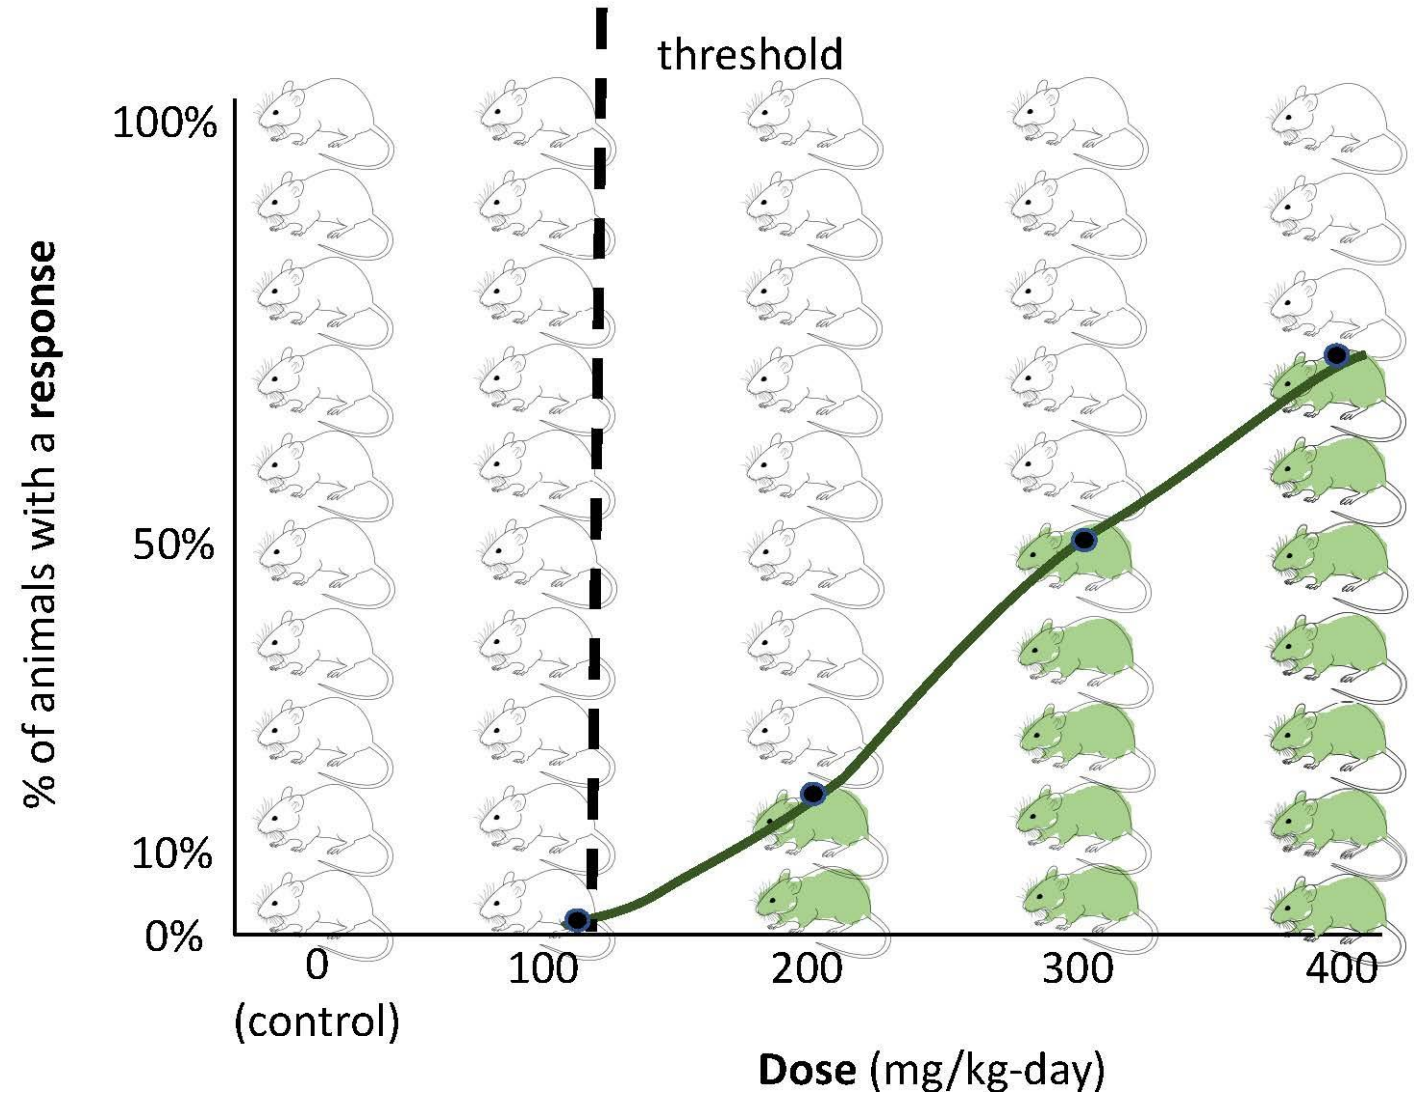 threshold
100%
50%
10%
0%
% of animals with a response
0
(control)
100
200
300
400
Dose (mg/kg-day)